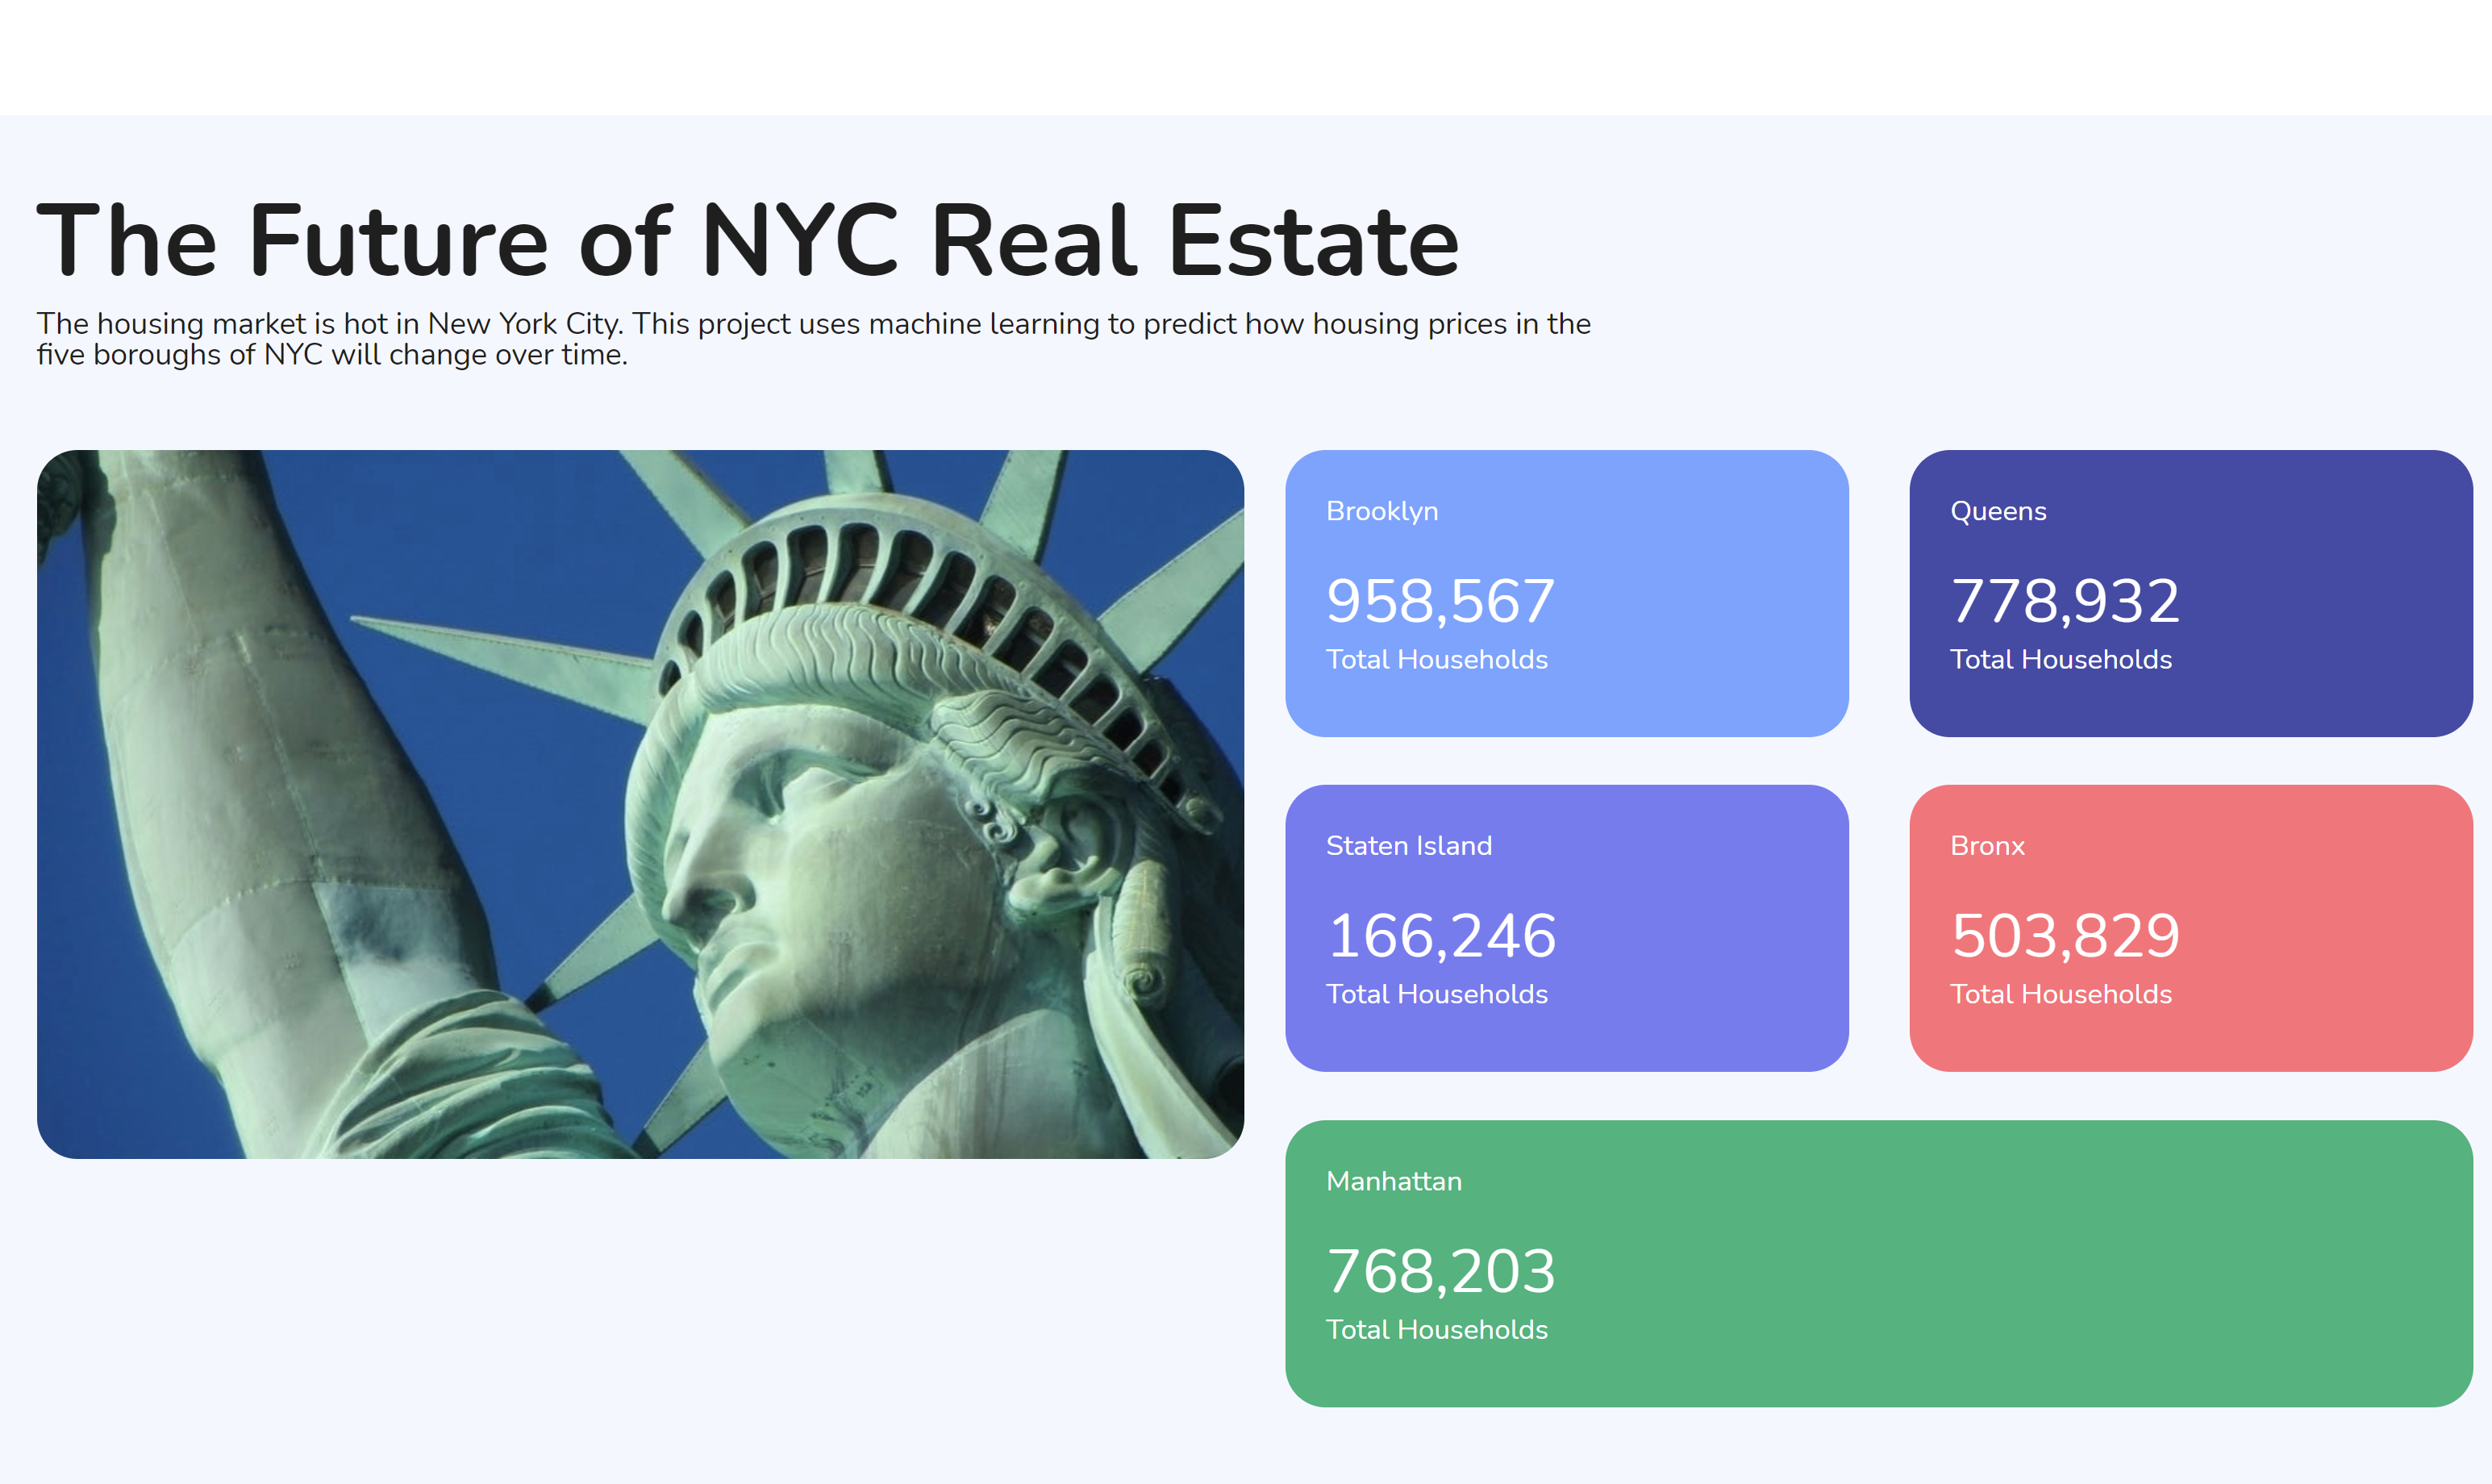 The Future of NYC Real Estate
The housing market is hot in New York City. This project uses machine learning to predict how housing prices in the
five boroughs of NYC will change over time.
Brooklyn
958,567
Total Households
Queens
778,932
Total Households
Staten Island
166,246
Total Households
Bronx
503,829
Total Households
Manhattan
768,203
Total Households